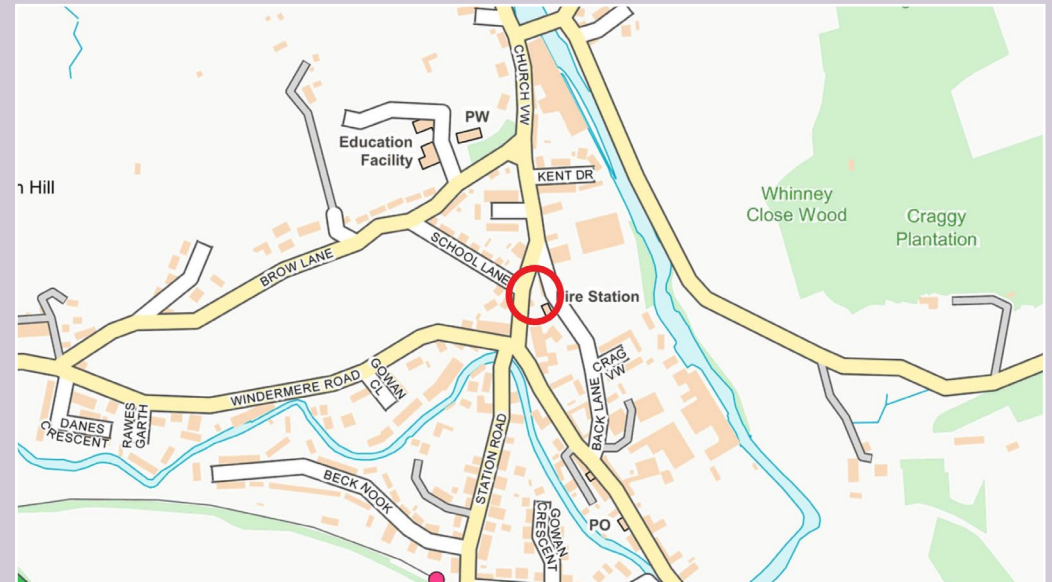 CHURCH VW
PW
Education
Facility
KENT DR
Hill
Whinney
Close Wood
Craggy
Plantation
SCHOOL LANE
BROW LANE
ire Station
WINDERMERE ROAD
GOWAN
CL
CRAG
VW
BACK LANE
DANES
CRESCENT
RAWES
GARTH
STATION ROAD
BECK NOOK
GOWAN
CRESCENT
PO